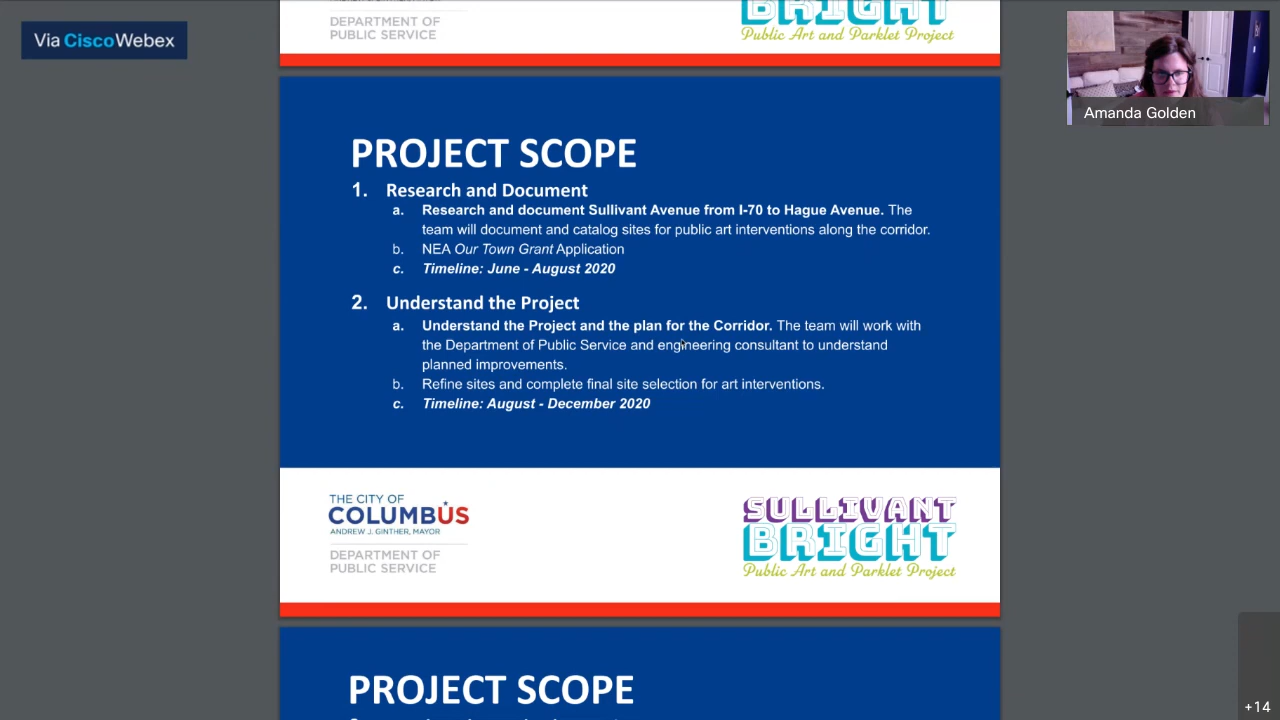 DEPARTMENT OF
PUBLIC SERVICE
BRIGHT
Public Art and Parklet Project
Via CiscoWebex
Amanda Golden
PROJECT SCOPE
1. Research and Document
a. Research and document Sullivant Avenue from I-70 to Hague Avenue. The
team will document and catalog sites for public art interventions along the corridor.
b. NEA Our Town Grant Application
c. Timeline: June - August 2020
2. Understand the Project
a. Understand the Project and the plan for the Corridor. The team will work with
the Department of Public Service and engineering consultant to understand
planned improvements.
b. Refine sites and complete final site selection for art interventions.
c. Timeline: August - December 2020
THE CITY OF
COLUMBUS
ANDREW J. GINTHER, MAYOR
DEPARTMENT OF
PUBLIC SERVICE
SULLIVANT
BRIGHT
Public Art and Parklet Project
PROJECT SCOPE
+14